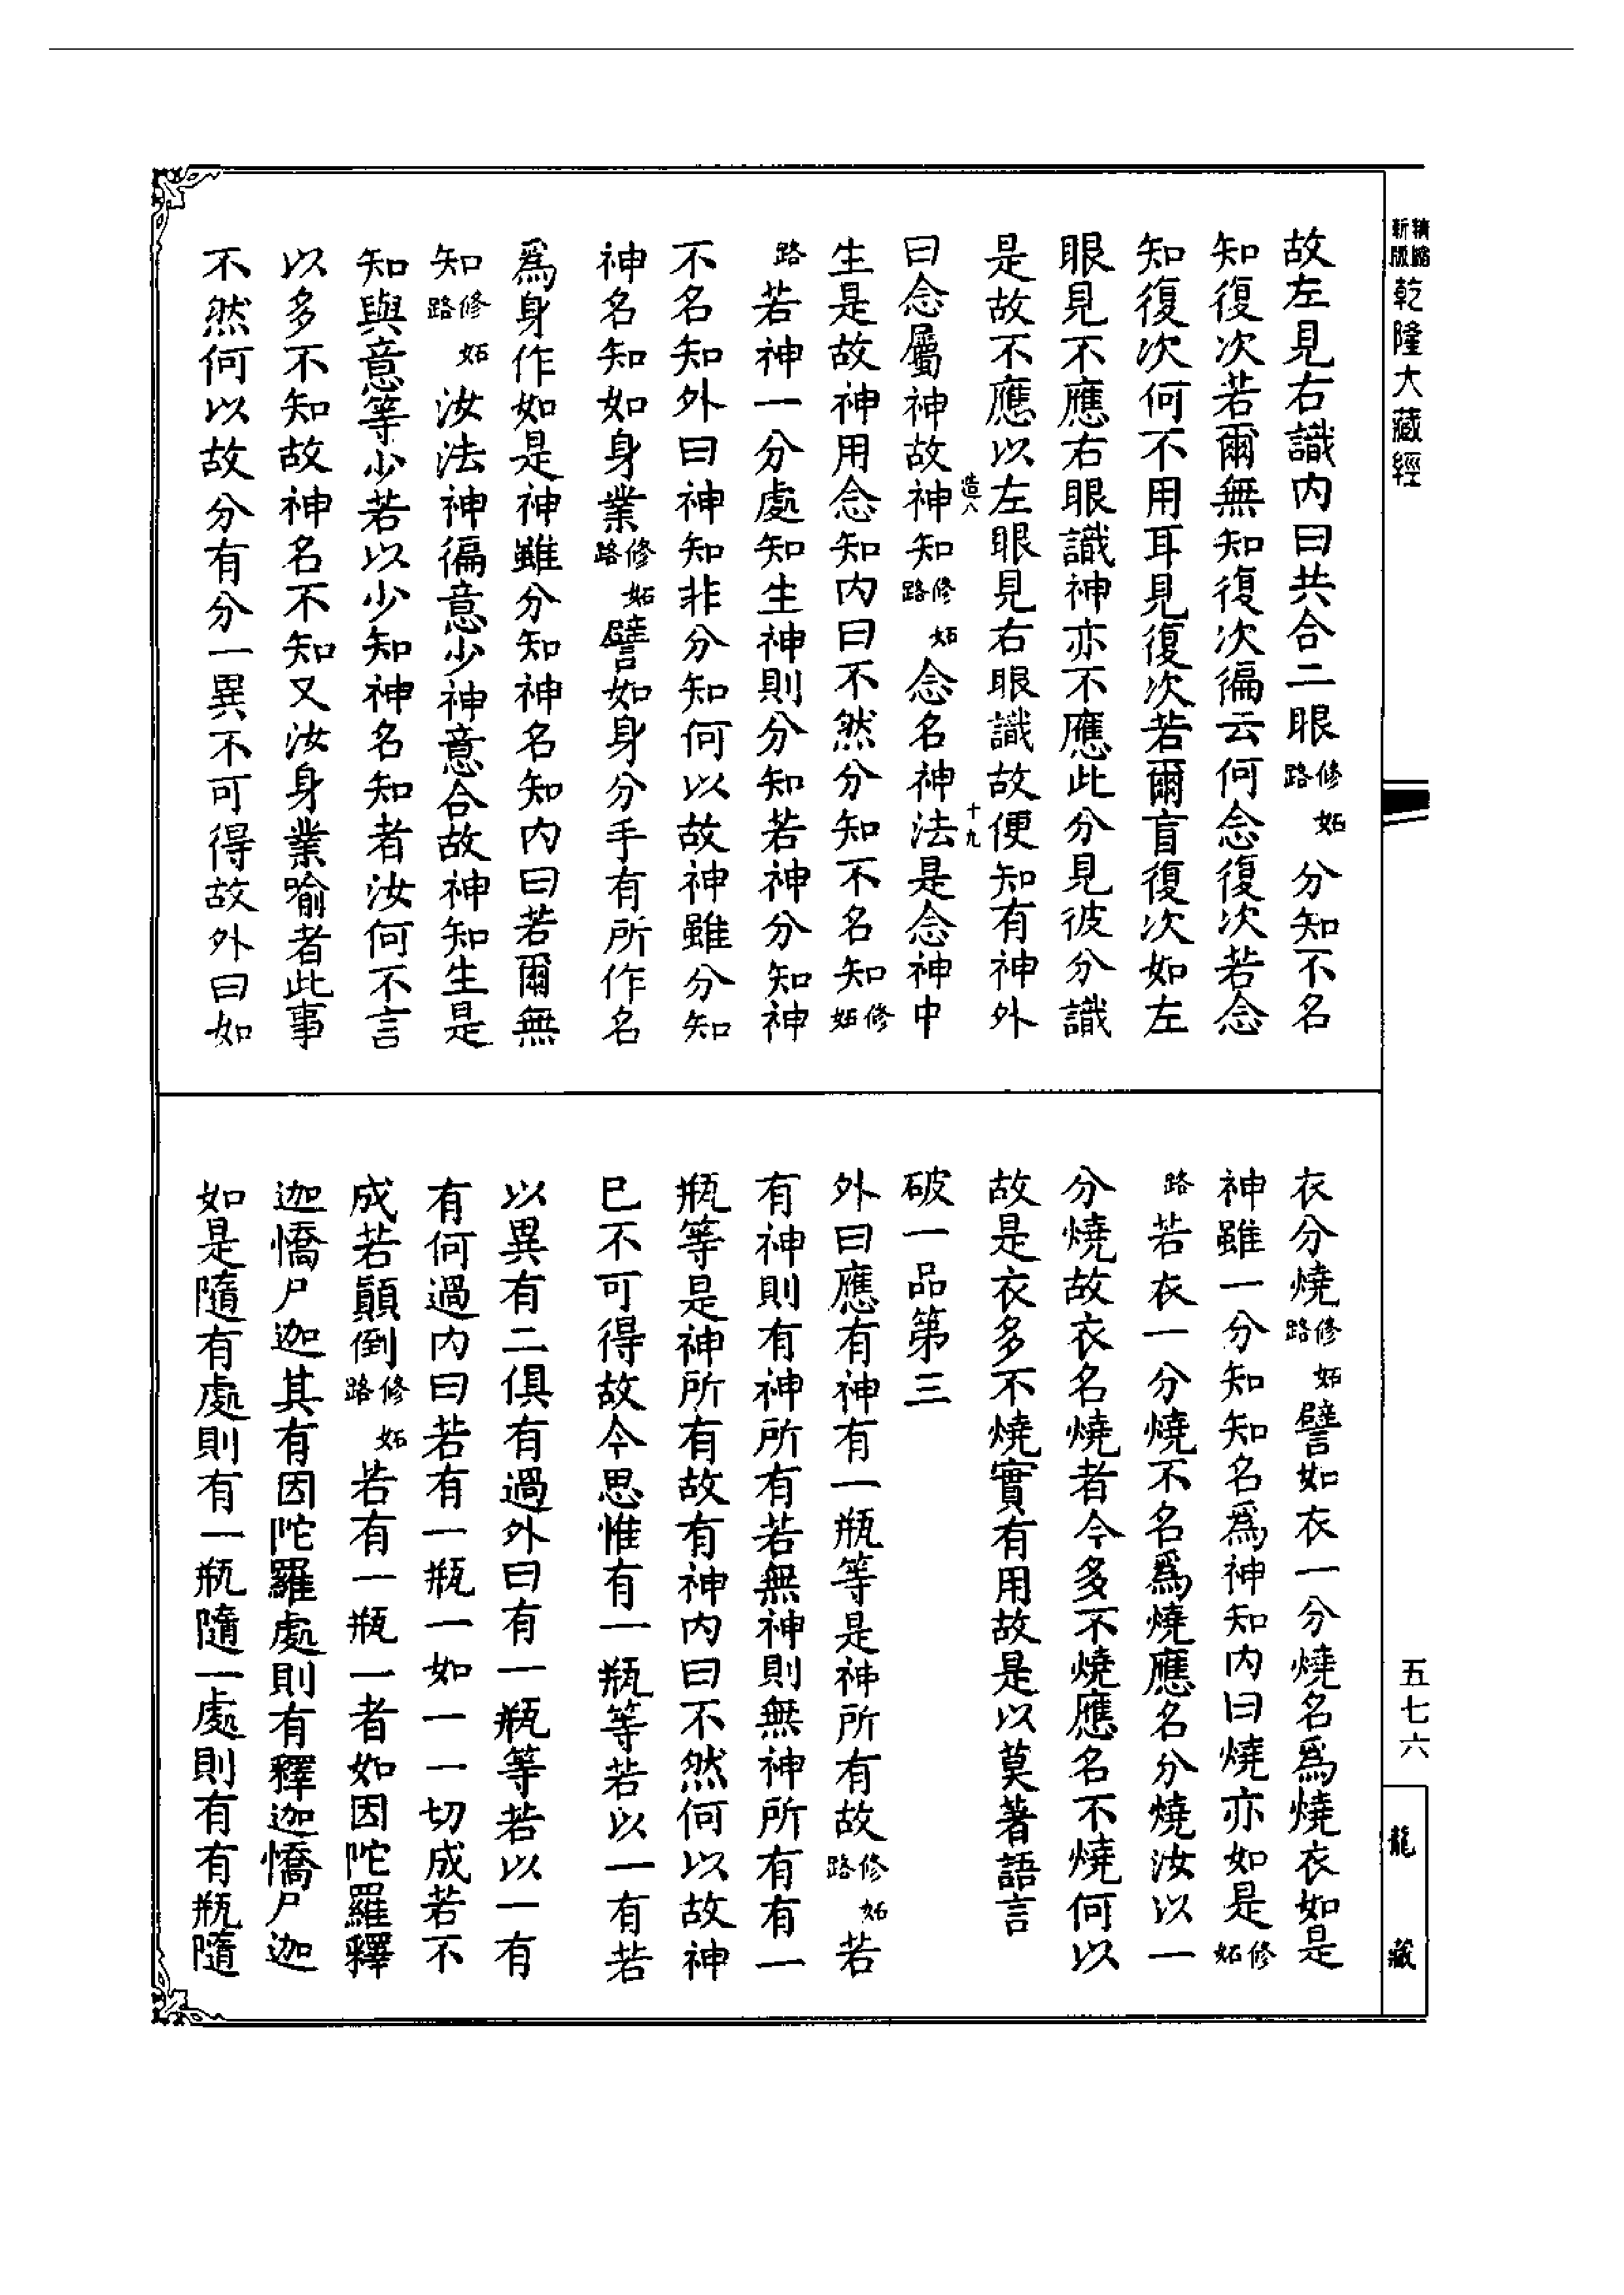 精縮
新版
乾隆大藏經
故左見右識内曰共合二眼修妬路分知不名
知復次若爾無知復次徧云何念復次若念
知復次何不用耳見復次若爾盲復次如左
眼見不應右眼識神亦不應此分見彼分識
是故不應以左眼見右眼識故便知有神外
造八
十九
曰念屬神故神知修妬路念名神法是念神中
生是故神用念知内曰不然分知不名知修妬
路若神一分處知生神則分知若神分知神
不名知外曰神知非分知何以故神雖分知
神名知如身業修妬路譬如身分手有所作名
爲身作如是神雖分知神名知内曰若爾無
知修妬路汝法神徧意少神意合故神知生是
知與意等少若以少知神名知者汝何不言
以多不知故神名不知又汝身業喻者此事
不然何以故分有分一異不可得故外曰如
衣分燒修妬路譬如衣一分燒名爲燒衣如是
神雖一分知知名爲神知内曰燒亦如是修妬
路若衣一分燒不名爲燒應名分燒汝以一
分燒故衣名燒者今多不燒應名不燒何以
故是衣多不燒實有用故是以莫著語言
破一品第三
外曰應有神有一瓶等是神所有故修妬路若
有神則有神所有若無神則無神所有有一
瓶等是神所有故有神内曰不然何以故神
已不可得故今思惟有一瓶等若以一有若
以異有二俱有過外曰有一瓶等若以一有
有何過内曰若有一瓶一如一一切成若不
成若顚倒修妬路若有一瓶一者如因陀羅釋
迦憍尸迦其有因陀羅處則有釋迦憍尸迦
如是隨有處則有一瓶隨一處則有有瓶隨
五七六
龍藏